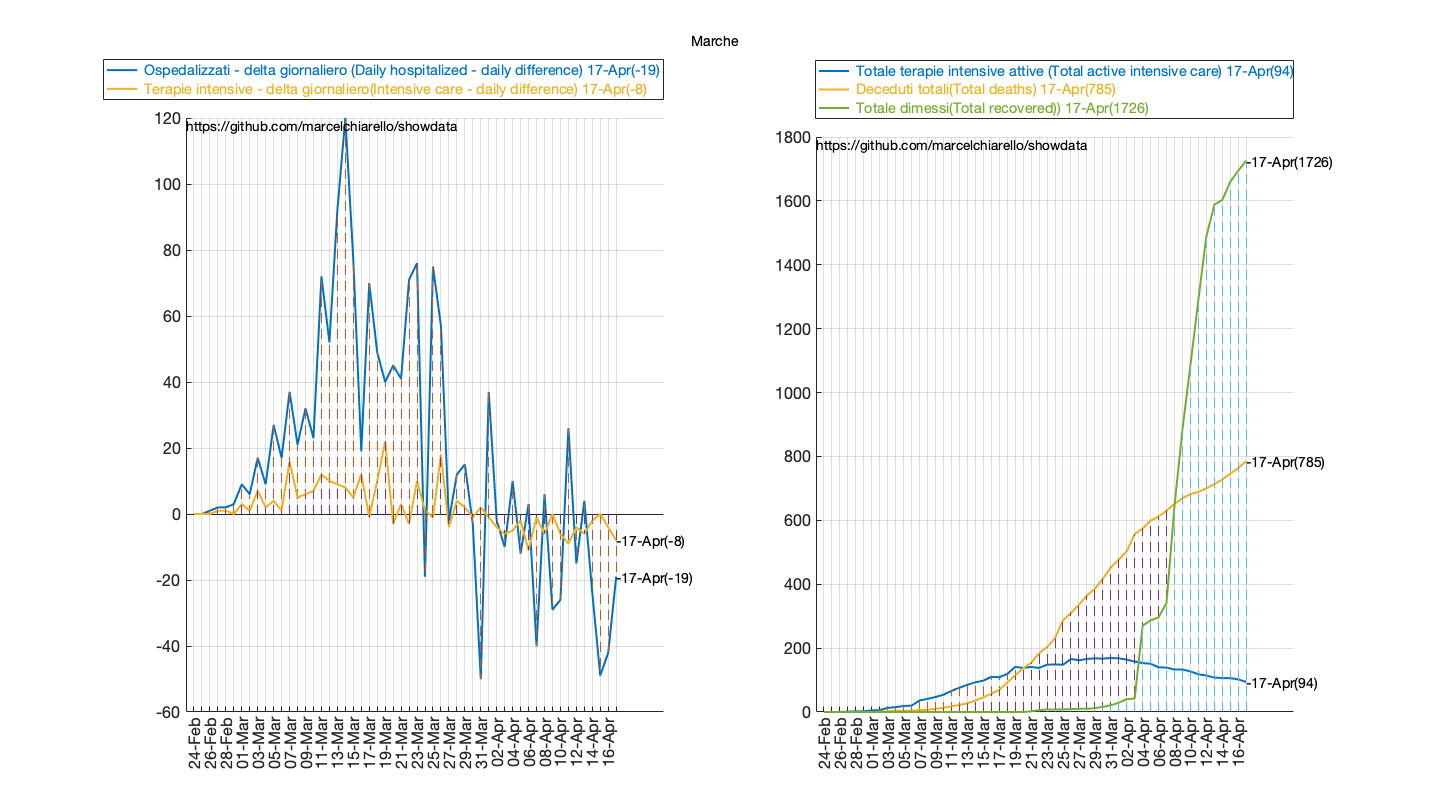 Marche
Ospedalizzati - delta giornaliero (Daily hospitalized - daily difference) 17-Apr(-19)
Terapie intensive - delta giornaliero(Intensive care - daily difference) 17-Apr(-8)
https://github.com/marcelchiarello/showdata
120
100
80
60
40
20
0
-20
-40
-60
17-Apr(-8)
17-Apr(-19)
24-Feb
26-Feb
28-Feb
01-Mar
03-Mar
05-Mar
07-Mar
09-Mar
11-Mar
13-Mar
15-Mar
17-Mar
19-Mar
21-Mar
23-Mar
25-Mar
27-Mar
29-Mar
31-Mar
02-Apr
04-Apr
06-Apr
08-Apr
10-Apr
12-Apr
14-Apr
16-Apr
Totale terapie intensive attive (Total active intensive care) 17-Apr(94)
Deceduti totali(Total deaths) 17-Apr(785)
Totale dimessi(Total recovered)) 17-Apr(1726)
https://github.com/marcelchiarello/showdata
1800
1600
1400
1200
1000
800
600
400
200
0
17-Apr(1726)
17-Apr(785)
17-Apr(94)
24-Feb
26-Feb
28-Feb
01-Mar
03-Mar
05-Mar
07-Mar
09-Mar
11-Mar
13-Mar
15-Mar
17-Mar
19-Mar
21-Mar
23-Mar
25-Mar
27-Mar
29-Mar
31-Mar
02-Apr
04-Apr
06-Apr
08-Apr
10-Apr
12-Apr
14-Apr
16-Apr